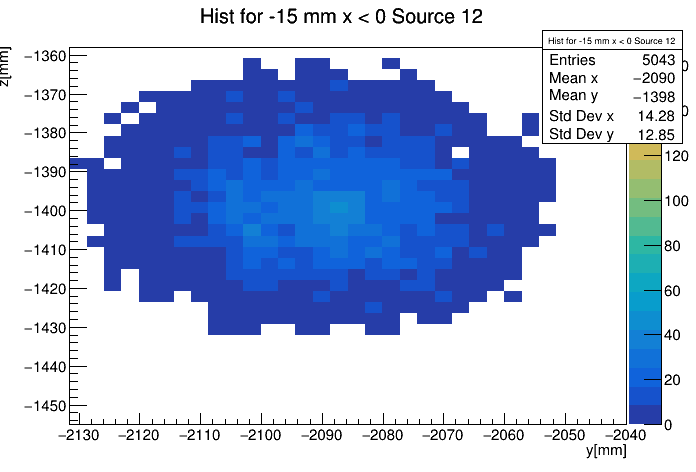 Hist for -15 mm x < 0 Source 12
z[mm]
Hist for -15 mm x < 0 Source 12
Entries 5043
Mean x −2090
Mean y −1398
Std Dev x 14.28
Std Dev y 12.85
−1360
−1370
−1380
−1390
−1400
−1410
−1420
−1430
−1440
−1450
120
100
80
60
40
20
0
−2130 −2120 −2110 −2100 −2090 −2080 −2070 −2060 −2050 −2040
y[mm]